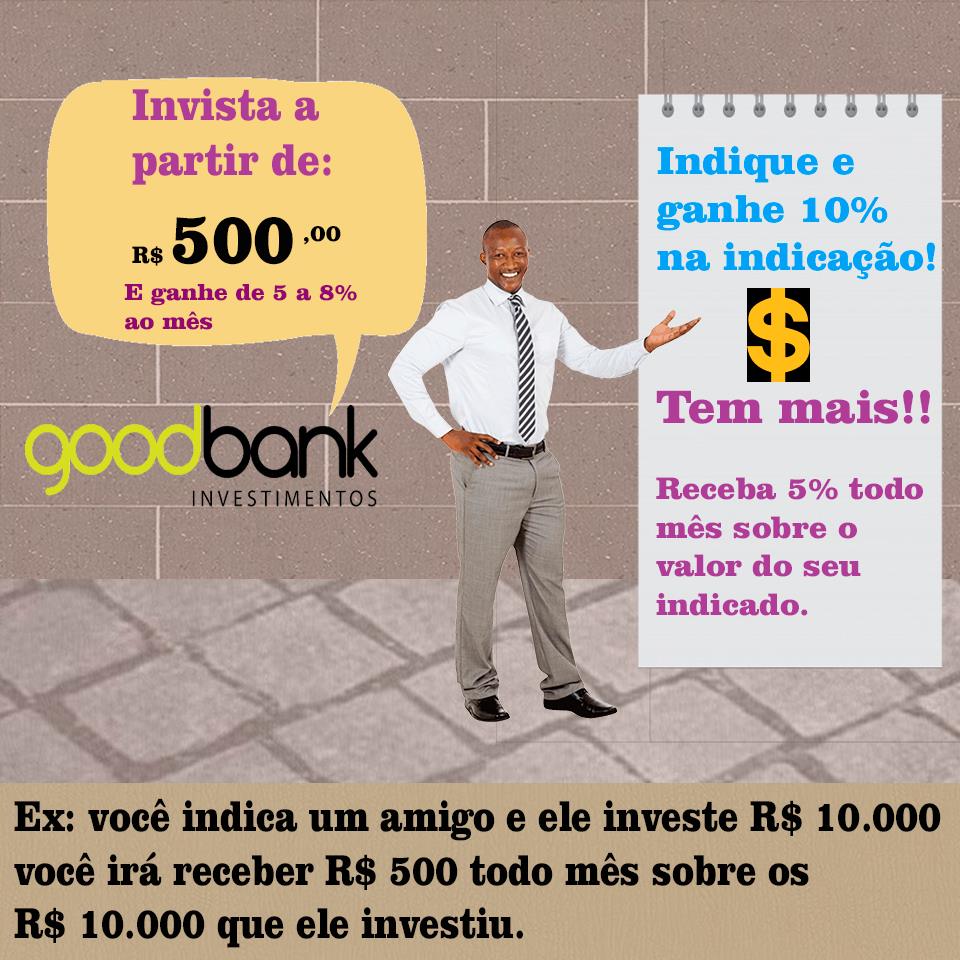 Invista a
partir de:
R$ 500,00
E ganhe de 5 a 8%
ao mês
goodbank
INVESTIMENTOS
Indique e
ganhe 10%
na indicação!
$
Tem mais!!
Receba 5% todo
mês sobre o
valor do seu
indicado.
Ex: você indica um amigo e ele investe R$ 10.000
você irá receber R$ 500 todo mês sobre os
R$ 10.000 que ele investiu.